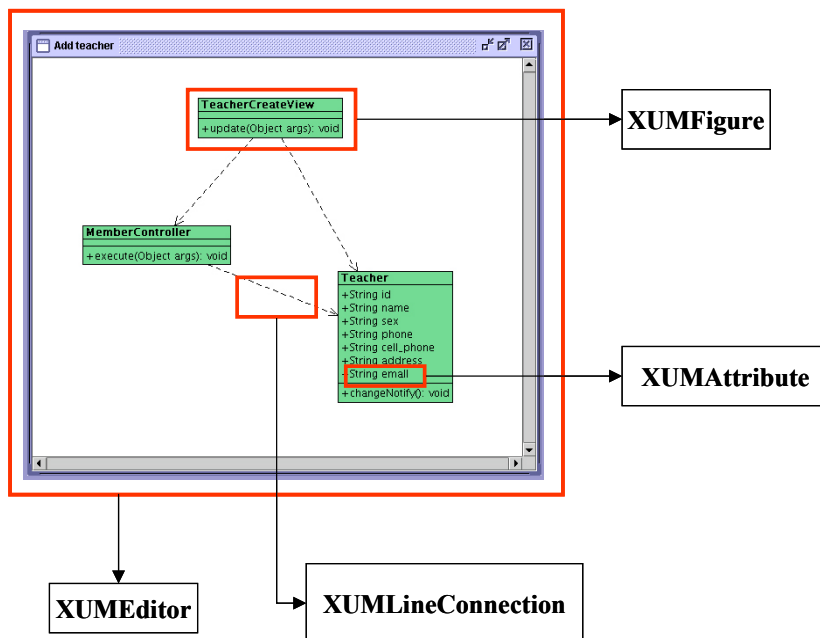 Add teacher
TeacherCreateView
+update(Object args): void
XUMFigure
MemberController
+execute(Object args): void
Teacher
+String id
+String name
+String sex
+String phone
+String cell_phone
+String address
+String email
+changeNotify(): void
XUMAttribute
XUMEditor
XUMLineConnection